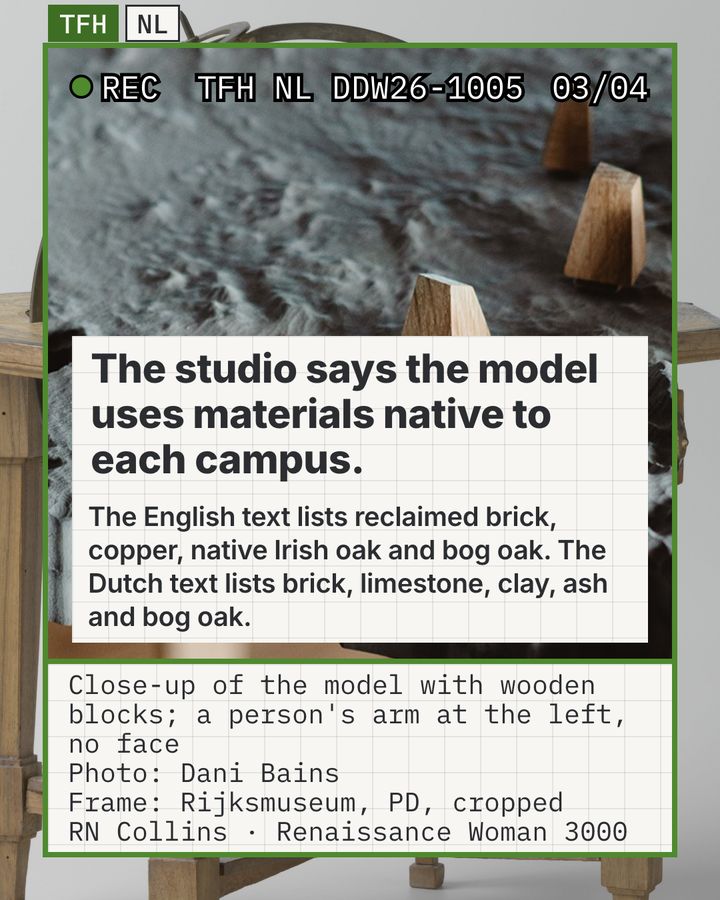 TFH NL
REC TFH NL DDW26-1005 03/04
The studio says the model
uses materials native to
each campus.
The English text lists reclaimed brick,
copper, native Irish oak and bog oak. The
Dutch text lists brick, limestone, clay, ash
and bog oak.
Close-up of the model with wooden
blocks; a person's arm at the left,
no face
Photo: Dani Bains
Frame: Rijksmuseum, PD, cropped
RN Collins · Renaissance Woman 3000